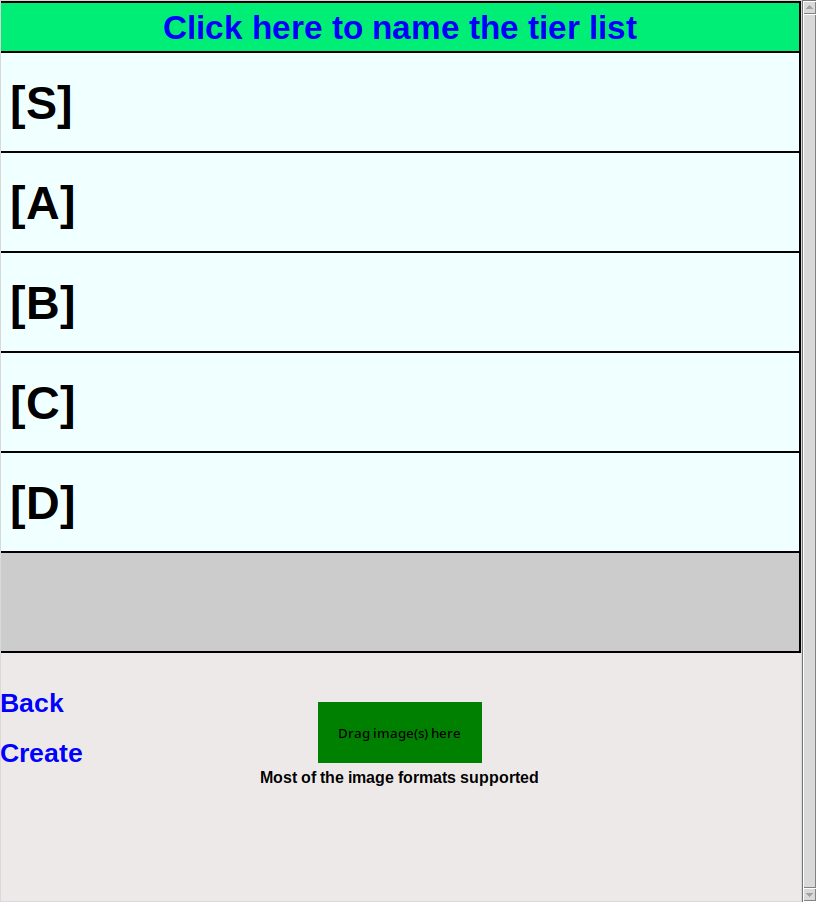 Click here to name the tier list
[S]
[A]
[B]
[C]
[D]
Back
Drag image(s) here
Create
Most of the image formats supported